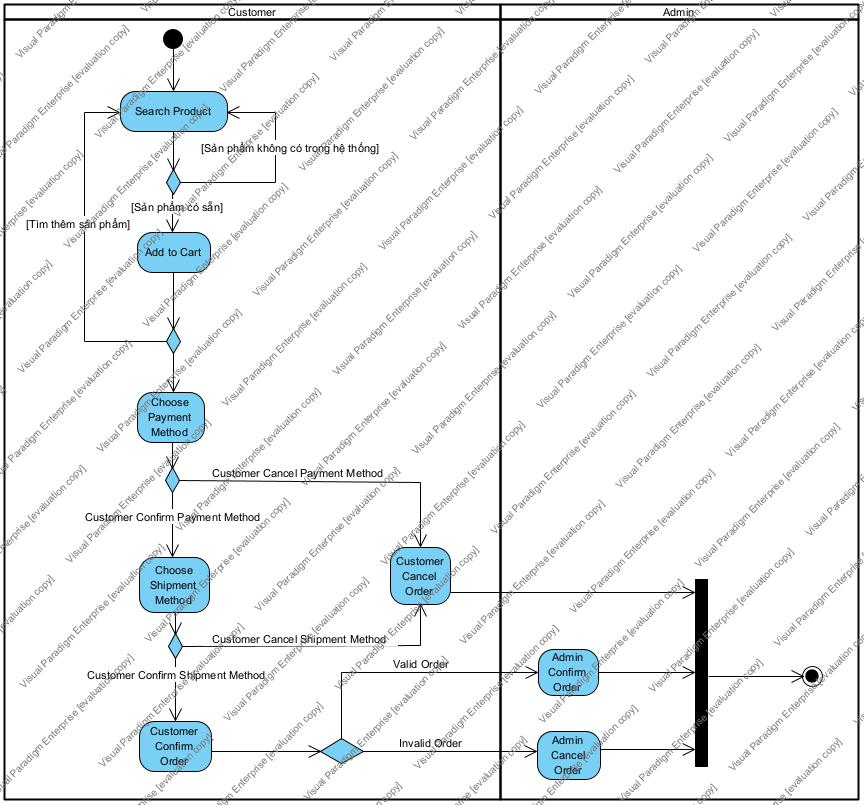 Customer
Admin
Search Product
[Sản phẩm không có trong hệ thống]
[Sản phẩm có sẵn]
[Tìm thêm sản phẩm]
Add to Cart
Choose
Payment
Method
Customer Cancel Payment Method
Customer Confirm Payment Method
Choose
Shipment
Method
Customer
Cancel
Order
Customer Cancel Shipment Method
Customer Confirm Shipment Method
Valid Order
Admin
Confirm
Order
Customer
Confirm
Order
Invalid Order
Admin
Cancel
Order
Visual Paradigm Enterprise [evaluation copy]